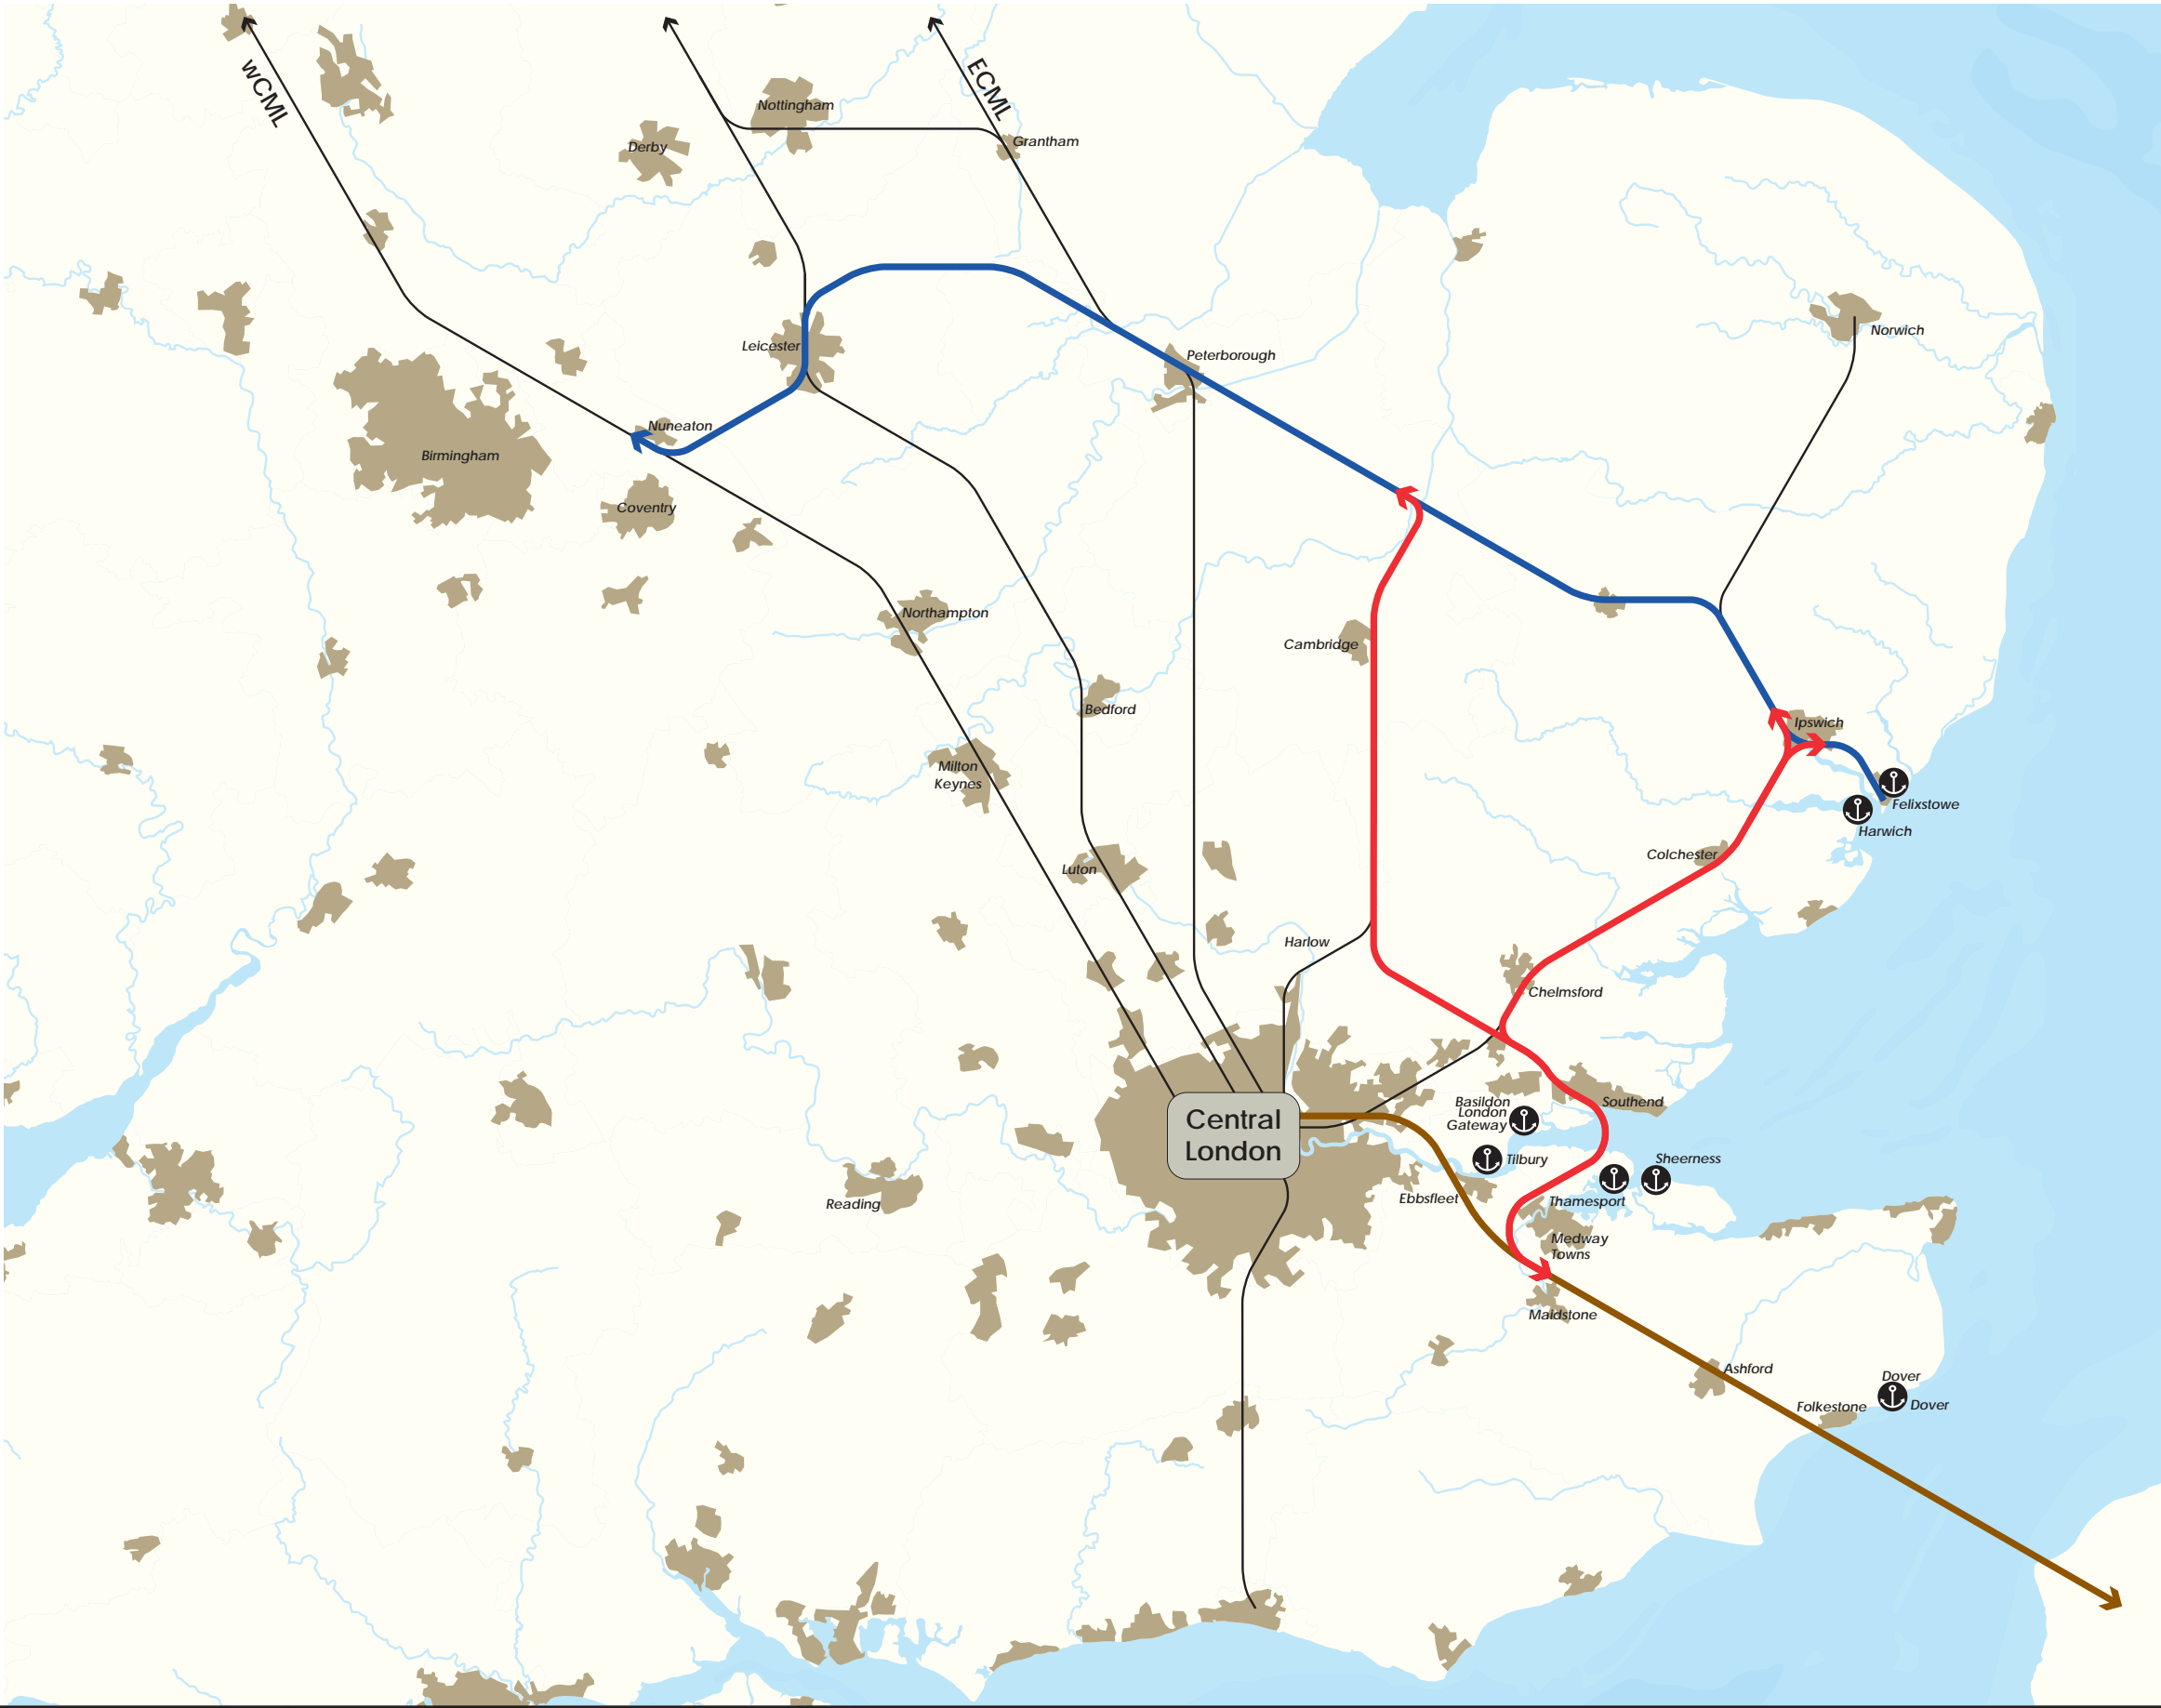 wCML
ECML
Nottingham
Grantham
Derby
Norwich
Leicester
Peterborough
Nuneaton
Birmingham
Coventry
Northampton
Cambridge
Bedford
Ipswich
Milton
Keynes
Felixstowe
Harwich
Colchester
Luton
Harlow
Chelmsford
Central
London
Basildon
London
Gateway
Southend
Tilbury
Sheerness
Ebbsfleet
Thamesport
Reading
Medway
Towns
Maidstone
Ashford
Dover
Folkestone
Dover